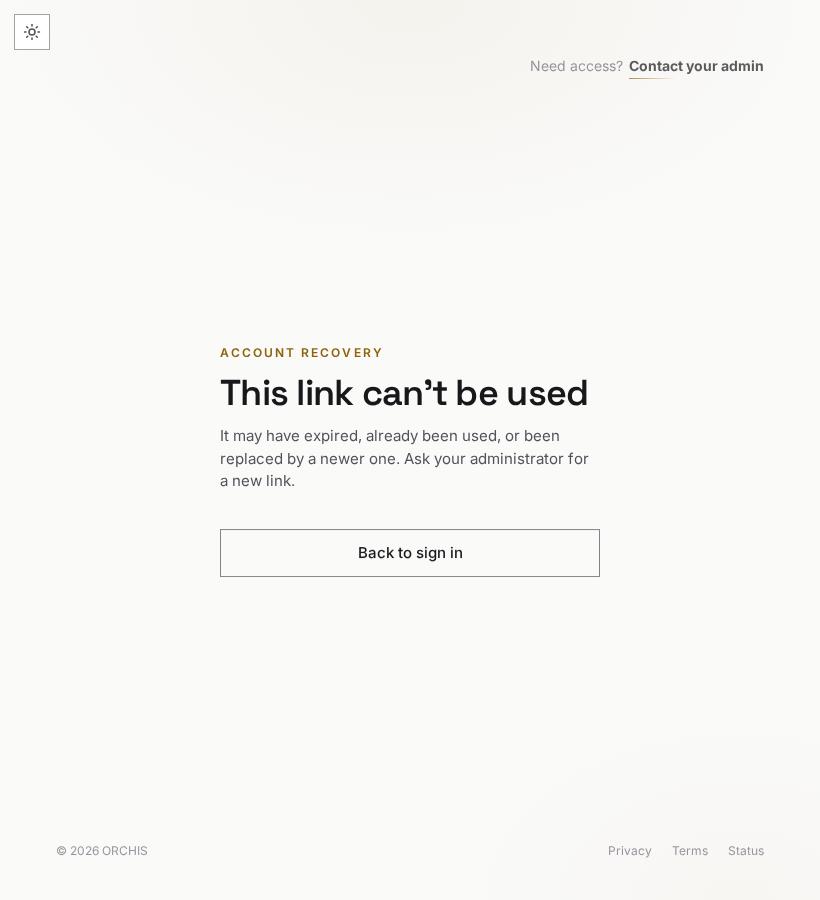 Need access? Contact your admin
ACCOUNT RECOVERY
This link can’t be used
It may have expired, already been used, or been
replaced by a newer one. Ask your administrator for
a new link.
Back to sign in
© 2026 ORCHIS
Privacy Terms Status